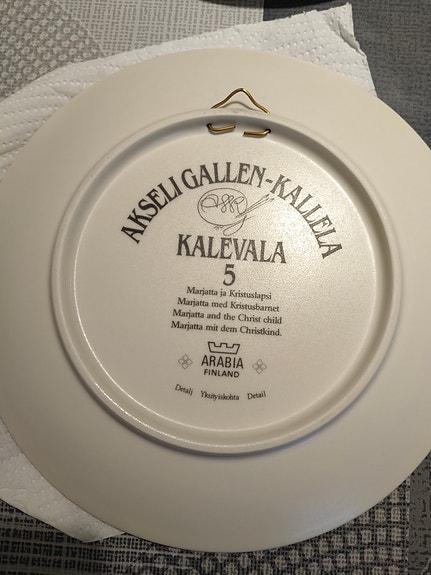 AKSELI GALLEN-KALLELA
KALEVALA
5
Marjatta ja Kristuslapsi
Marjatta med Kristusbarnet
Marjatta and the Christ child
Marjatta mit dem Christkind.
ARABIA
FINLAND
Detalj Yksityiskohta Detail